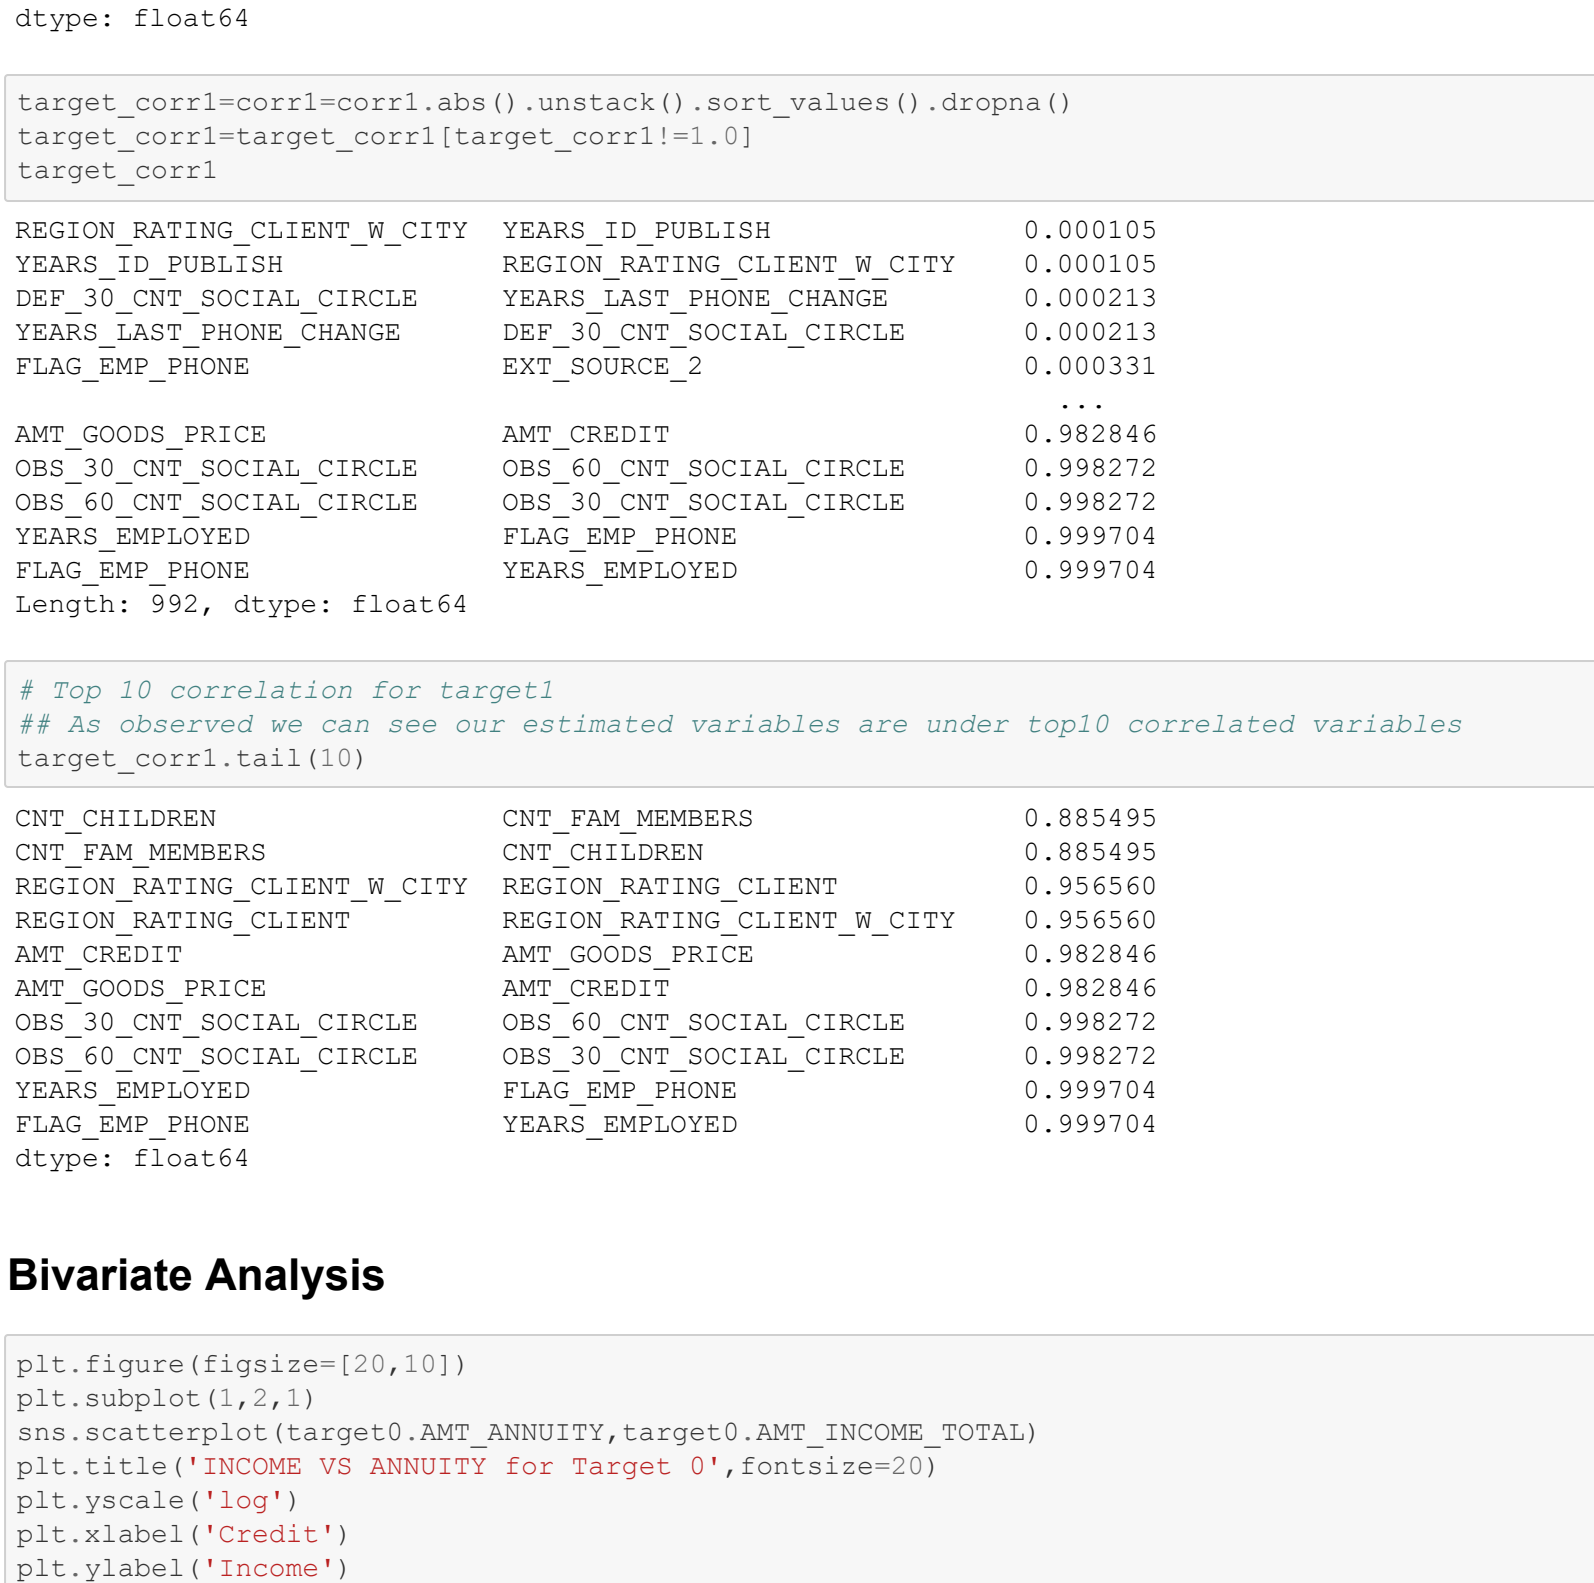 dtype: float64
target_corr1=corr1=corr1.abs().unstack().sort_values().dropna()
target_corr1=target_corr1[target_corr1!=1.0]
target_corr1
REGION_RATING_CLIENT_W_CITY  YEARS_ID_PUBLISH               0.000105
YEARS_ID_PUBLISH             REGION_RATING_CLIENT_W_CITY    0.000105
DEF_30_CNT_SOCIAL_CIRCLE     YEARS_LAST_PHONE_CHANGE        0.000213
YEARS_LAST_PHONE_CHANGE      DEF_30_CNT_SOCIAL_CIRCLE       0.000213
FLAG_EMP_PHONE               EXT_SOURCE_2                   0.000331
...
AMT_GOODS_PRICE              AMT_CREDIT                     0.982846
OBS_30_CNT_SOCIAL_CIRCLE     OBS_60_CNT_SOCIAL_CIRCLE       0.998272
OBS_60_CNT_SOCIAL_CIRCLE     OBS_30_CNT_SOCIAL_CIRCLE       0.998272
YEARS_EMPLOYED               FLAG_EMP_PHONE                 0.999704
FLAG_EMP_PHONE               YEARS_EMPLOYED                 0.999704
Length: 992, dtype: float64
# Top 10 correlation for target1
## As observed we can see our estimated variables are under top10 correlated variables
target_corr1.tail(10)
CNT_CHILDREN                 CNT_FAM_MEMBERS                0.885495
CNT_FAM_MEMBERS              CNT_CHILDREN                   0.885495
REGION_RATING_CLIENT_W_CITY  REGION_RATING_CLIENT           0.956560
REGION_RATING_CLIENT         REGION_RATING_CLIENT_W_CITY    0.956560
AMT_CREDIT                   AMT_GOODS_PRICE                0.982846
AMT_GOODS_PRICE              AMT_CREDIT                     0.982846
OBS_30_CNT_SOCIAL_CIRCLE     OBS_60_CNT_SOCIAL_CIRCLE       0.998272
OBS_60_CNT_SOCIAL_CIRCLE     OBS_30_CNT_SOCIAL_CIRCLE       0.998272
YEARS_EMPLOYED               FLAG_EMP_PHONE                 0.999704
FLAG_EMP_PHONE               YEARS_EMPLOYED                 0.999704
dtype: float64
Bivariate Analysis
plt.figure(figsize=[20,10])
plt.subplot(1,2,1)
sns.scatterplot(target0.AMT_ANNUITY,target0.AMT_INCOME_TOTAL)
plt.title('INCOME VS ANNUITY for Target 0',fontsize=20)
plt.yscale('log')
plt.xlabel('Credit')
plt.ylabel('Income')